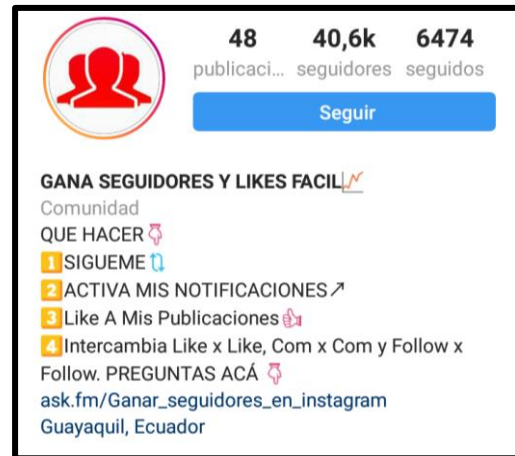 48 40,6k 6474
publicaci... seguidores seguidos
Seguir
GANA SEGUIDORES Y LIKES FACIL📈
Comunidad
QUE HACER👇
1️⃣SIGUEME🔃
2️⃣ACTIVA MIS NOTIFICACIONES↗
3️⃣Like A Mis Publicaciones👍
4️⃣Intercambia Like x Like, Com x Com y Follow x
Follow. PREGUNTAS ACÁ 👇
ask.fm/Ganar_seguidores_en_instagram
Guayaquil, Ecuador